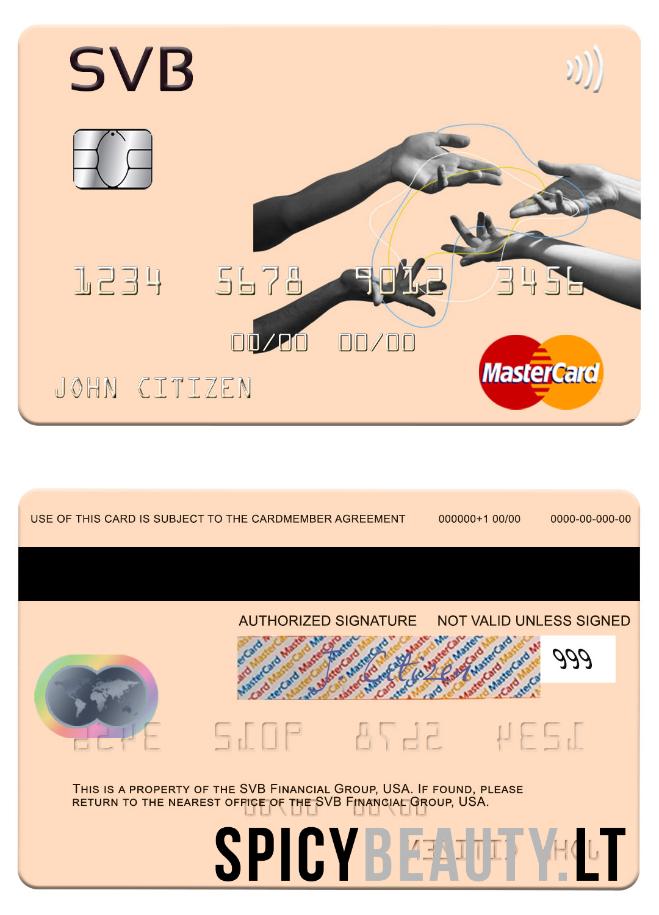 SVB
1234 5678 9012 3456
00/00 00/00
JOHN CITIZEN
MasterCard
USE OF THIS CARD IS SUBJECT TO THE CARDMEMBER AGREEMENT 000000+1 00/00 0000-00-000-00
AUTHORIZED SIGNATURE NOT VALID UNLESS SIGNED
J. Citizen 999
THIS IS A PROPERTY OF THE SVB FINANCIAL GROUP, USA. IF FOUND, PLEASE
RETURN TO THE NEAREST OFFICE OF THE SVB FINANCIAL GROUP, USA.
SPICYBEAUTY.LT